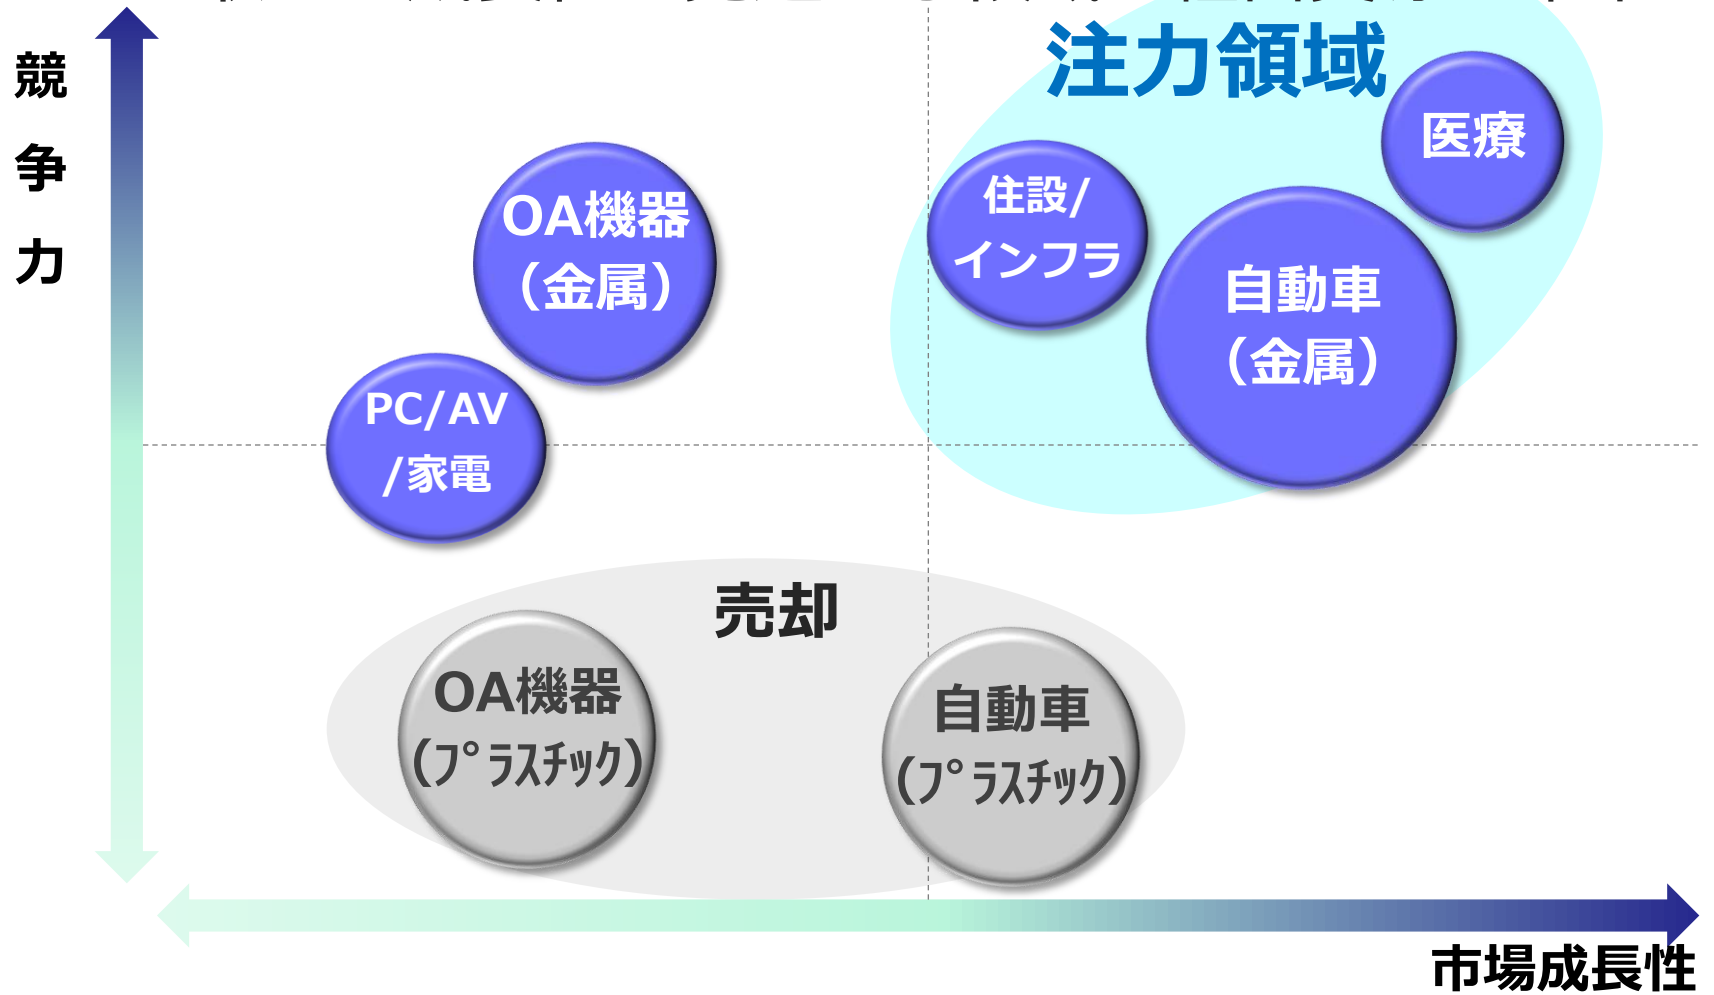 競
争
力
注力領域
医療
住設/
インフラ
自動車
（金属）
OA機器
（金属）
PC/AV
/家電
売却
OA機器
(ﾌﾟﾗｽﾁｯｸ)
自動車
(ﾌﾟﾗｽﾁｯｸ)
市場成長性